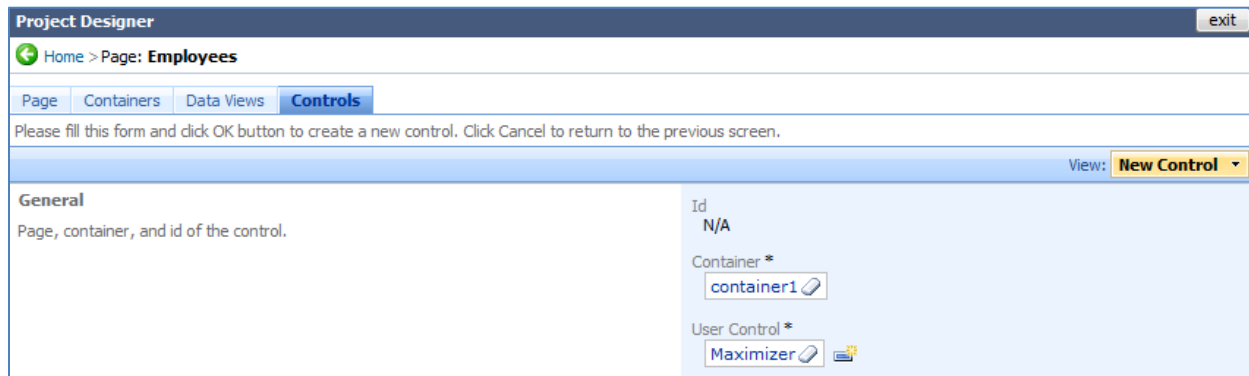 Project Designer
exit
Home > Page: Employees
Page Containers Data Views Controls
Please fill this form and click OK button to create a new control. Click Cancel to return to the previous screen.
View: New Control
General
Page, container, and id of the control.
Id
N/A
Container *
container1
User Control *
Maximizer